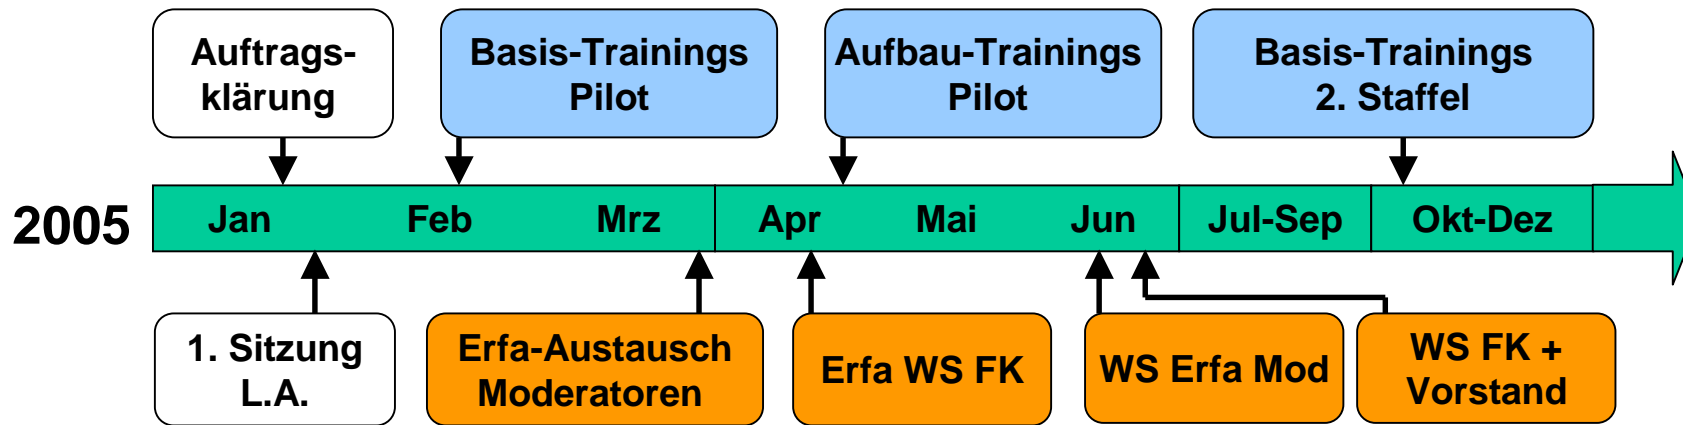 Auftrags-
klärung
Basis-Trainings
Pilot
Aufbau-Trainings
Pilot
Basis-Trainings
2. Staffel
2005
Jan Feb Mrz Apr Mai Jun Jul-Sep Okt-Dez
1. Sitzung
L.A.
Erfa-Austausch
Moderatoren
Erfa WS FK
WS Erfa Mod
WS FK +
Vorstand